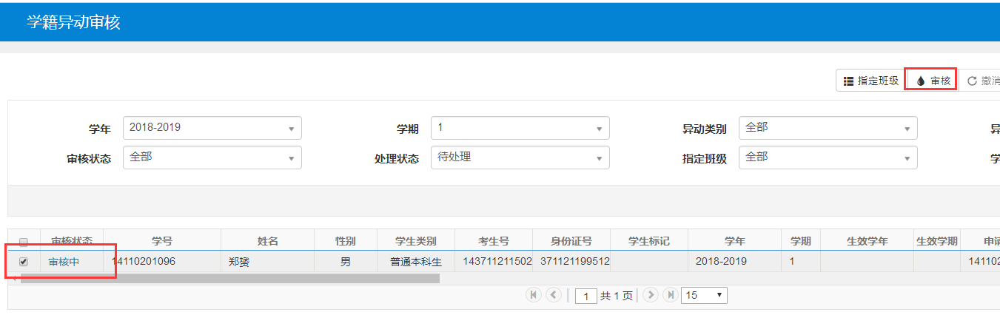 学籍异动审核
指定班级 审核 撤消
学年 2018-2019 学期 1 异动类别 全部 异
审核状态 全部 处理状态 待处理 指定班级 全部 学
审核状态 学号 姓名 性别 学生类别 考生号 身份证号 学生标记 学年 学期 生效学年 生效学期 申请
审核中 14110201096 郑赟 男 普通本科生 143711211502 371121199512 2018-2019 1 141102
1 共 1 页 15